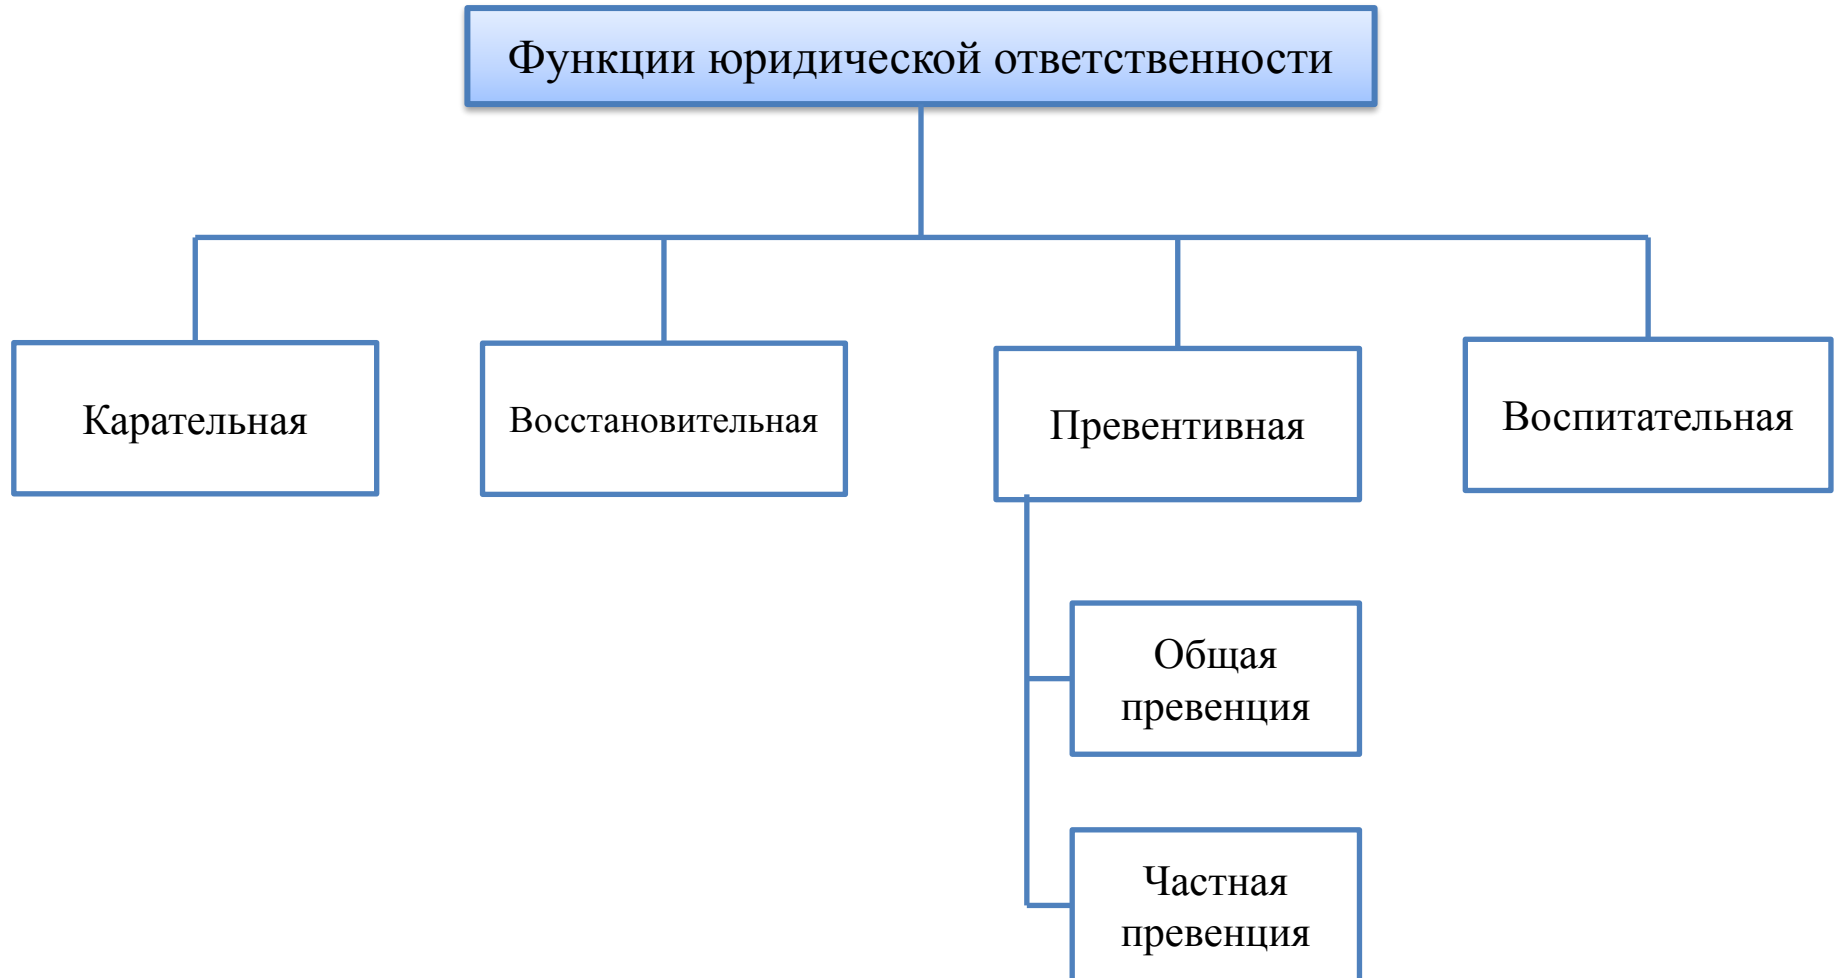 Функции юридической ответственности
Карательная
Восстановительная
Превентивная
Воспитательная
Общая
превенция
Частная
превенция